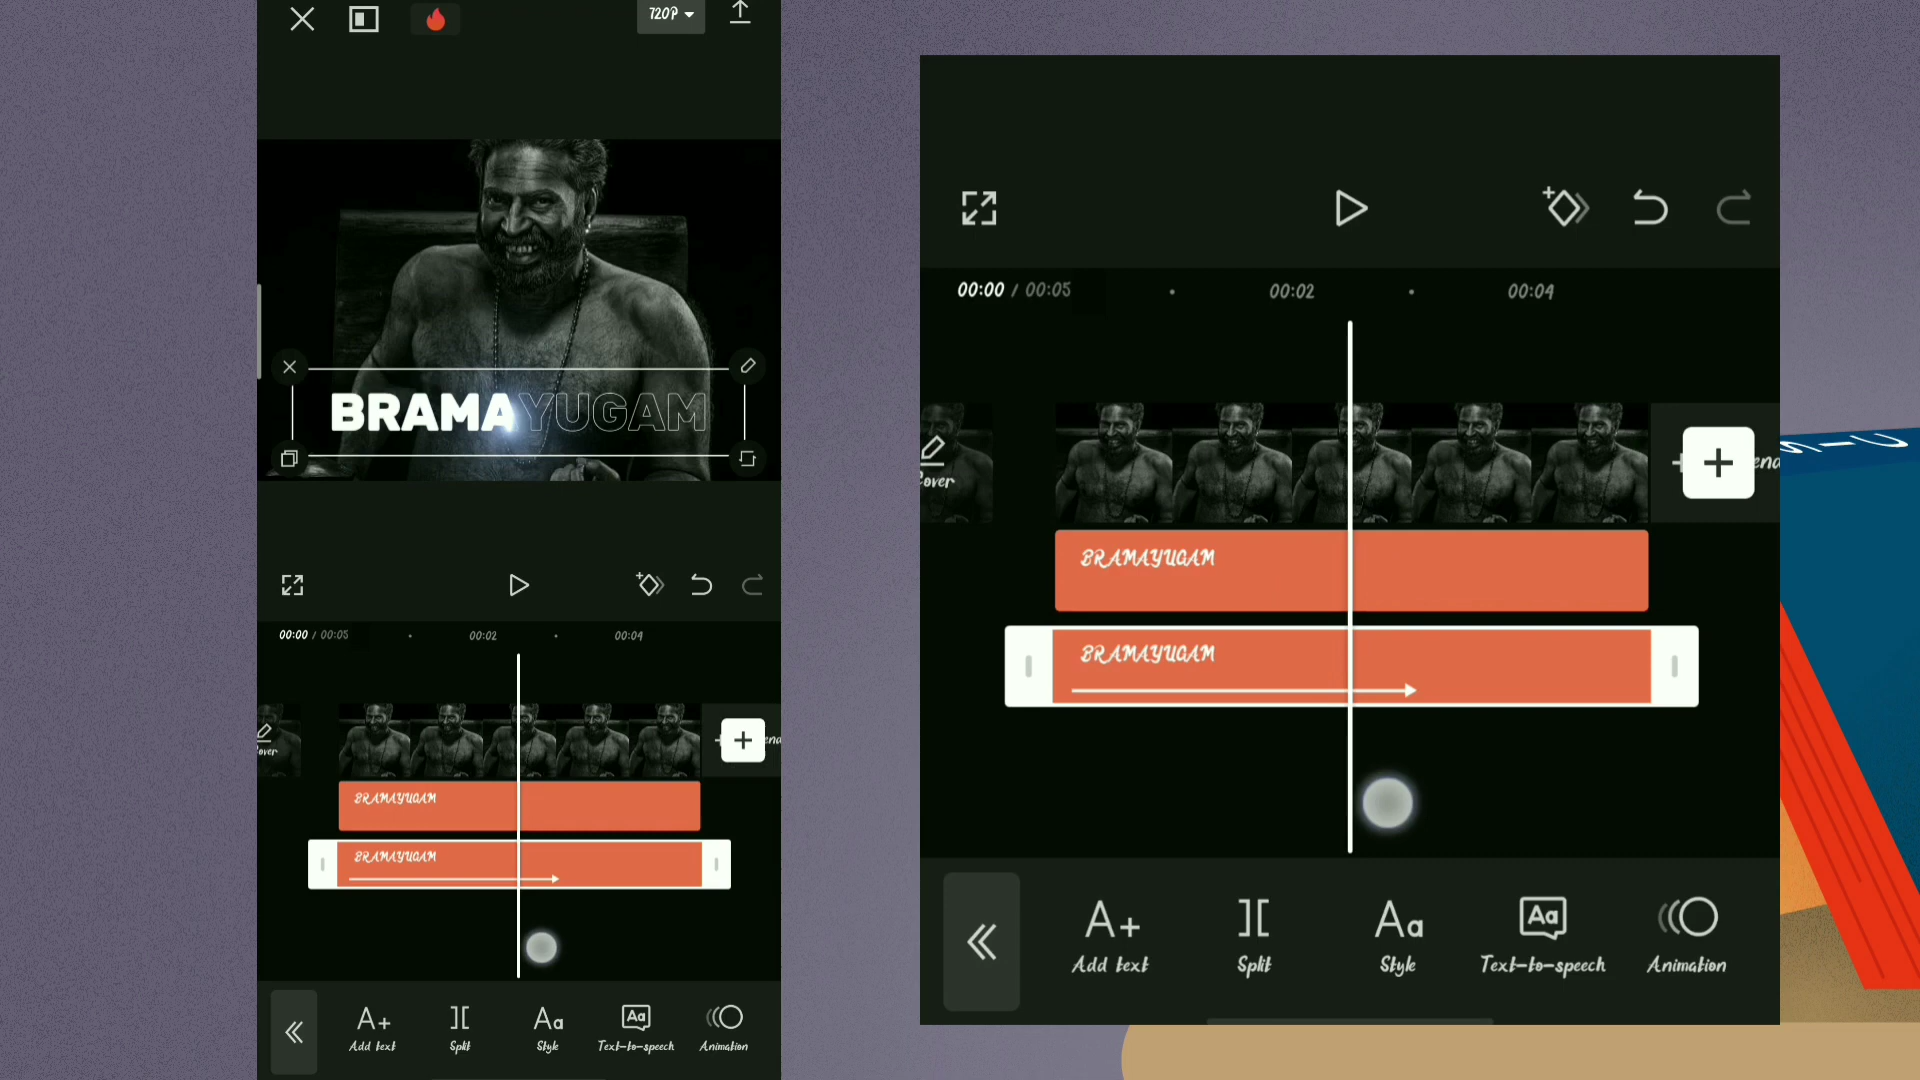 720P
BRAMAYUGAM
00:00 / 00:05
00:02
00:04
over
BRAMAYUGAM
BRAMAYUGAM
Add text
Split
Style
Text-to-speech
Animation
00:00 / 00:05
00:02
00:04
over
BRAMAYUGAM
BRAMAYUGAM
Add text
Split
Style
Text-to-speech
Animation